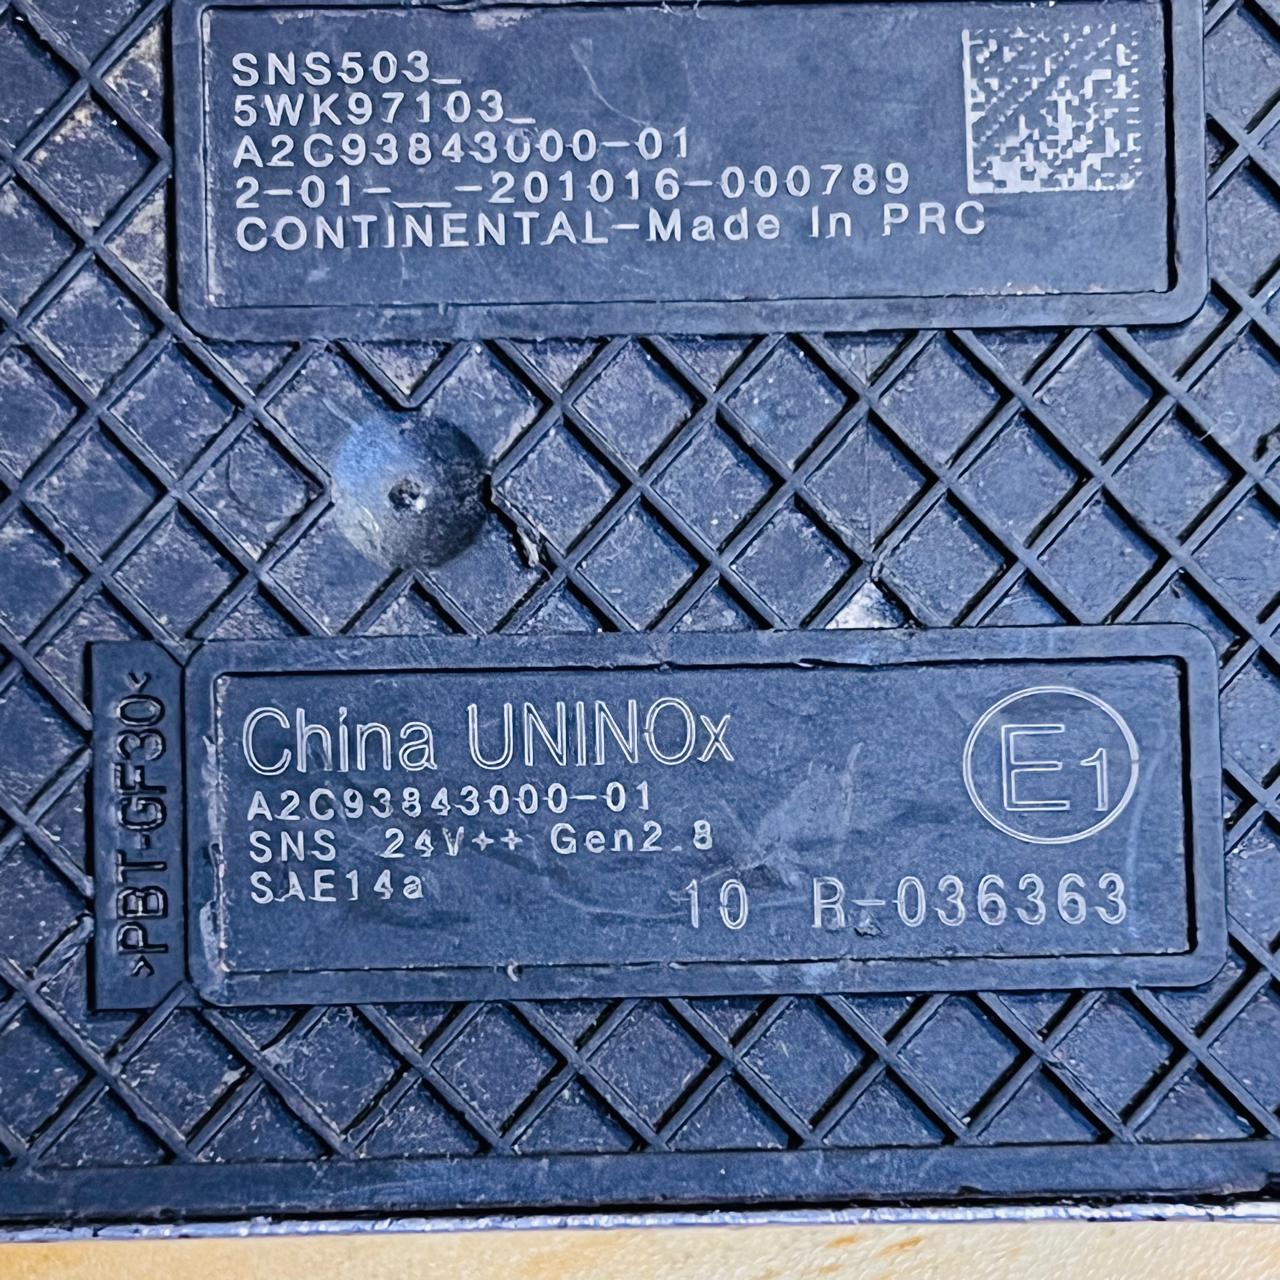 SNS503_
5WK97103_
A2C93843000-01
2-01-__-201016-000789
CONTINENTAL-Made In PRC
China UNINOx
A2C93843000-01
SNS 24V++ Gen2.8
SAE14a
E1
10 R-036363
>PBT-GF30<